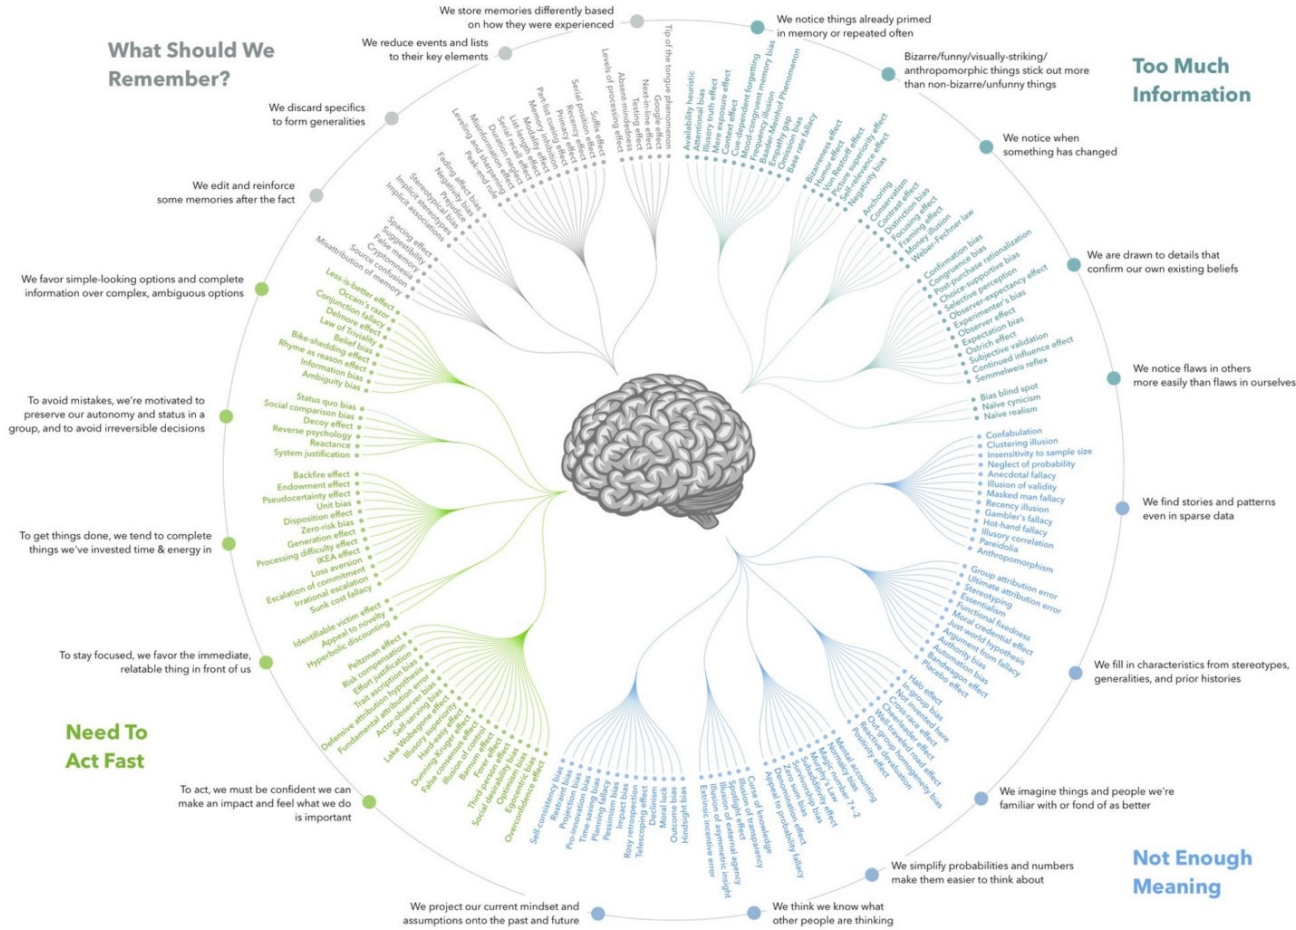 What Should We
Remember?
We store memories differently based
on how they were experienced
We reduce events and lists
to their key elements
We discard specifics
to form generalities
We edit and reinforce
some memories after the fact
Tip of the tongue phenomenon
Google effect
Next-in-line effect
Testing effect
Absent-mindedness
Levels of processing effect
Suffix effect
Serial position effect
Recency effect
Primacy effect
Memory inhibition
Part-list cueing effect
Modality effect
List-length effect
Serial recall effect
Duration neglect
Misinformation effect
Leveling and sharpening
Peak-end rule
Fading affect bias
Negativity bias
Prejudice
Stereotypical bias
Implicit stereotypes
Implicit associations
Spacing effect
Suggestibility
False memory
Cryptomnesia
Source confusion
Misattribution of memory
Too Much
Information
We notice things already primed
in memory or repeated often
Bizarre/funny/visually-striking/
anthropomorphic things stick out more
than non-bizarre/unfunny things
We notice when
something has changed
We are drawn to details that
confirm our own existing beliefs
We notice flaws in others
more easily than flaws in ourselves
Availability heuristic
Attentional bias
Illusory truth effect
Mere exposure effect
Context effect
Cue-dependent forgetting
Mood-congruent memory bias
Frequency illusion
Baader-Meinhof Phenomenon
Empathy gap
Omission bias
Base rate fallacy
Bizarreness effect
Humor effect
Von Restorff effect
Picture superiority effect
Self-relevance effect
Negativity bias
Anchoring
Conservatism
Contrast effect
Distinction bias
Focusing effect
Framing effect
Money illusion
Weber-Fechner law
Confirmation bias
Congruence bias
Post-purchase rationalization
Choice-supportive bias
Selective perception
Observer-expectancy effect
Experimenter's bias
Observer effect
Expectation bias
Ostrich effect
Subjective validation
Continued influence effect
Semmelweis reflex
Bias blind spot
Naïve cynicism
Naïve realism
Not Enough
Meaning
We find stories and patterns
even in sparse data
We fill in characteristics from stereotypes,
generalities, and prior histories
We imagine things and people we're
familiar with or fond of as better
We simplify probabilities and numbers
make them easier to think about
We think we know what
other people are thinking
We project our current mindset and
assumptions onto the past and future
Confabulation
Clustering illusion
Insensitivity to sample size
Neglect of probability
Anecdotal fallacy
Illusion of validity
Masked man fallacy
Recency illusion
Gambler's fallacy
Hot-hand fallacy
Illusory correlation
Pareidolia
Anthropomorphism
Group attribution error
Ultimate attribution error
Stereotyping
Essentialism
Functional fixedness
Moral credential effect
Just-world hypothesis
Argument from fallacy
Authority bias
Automation bias
Bandwagon effect
Placebo effect
Halo effect
In-group bias
Not invented here
Cross-race effect
Cheerleader effect
Well traveled road effect
Out group homogeneity bias
Reactive devaluation
Positivity effect
Mental accounting
Normalcy bias
Magic number 7+-2
Murphy's Law
Subadditivity effect
Survivorship bias
Zero sum bias
Denomination effect
Appeal to probability fallacy
Curse of knowledge
Illusion of transparency
Spotlight effect
Illusion of external agency
Illusion of asymmetric insight
Extrinsic incentive error
Hindsight bias
Outcome bias
Moral luck
Declinism
Telescoping effect
Rosy retrospection
Impact bias
Pessimism bias
Planning fallacy
Time-saving bias
Pro-innovation bias
Projection bias
Restraint bias
Self-consistency bias
Need To
Act Fast
We favor simple-looking options and complete
information over complex, ambiguous options
To avoid mistakes, we're motivated to
preserve our autonomy and status in a
group, and to avoid irreversible decisions
To get things done, we tend to complete
things we've invested time & energy in
To stay focused, we favor the immediate,
relatable thing in front of us
To act, we must be confident we can
make an impact and feel what we do
is important
Less-is-better effect
Occam's razor
Conjunction fallacy
Delmore effect
Law of Triviality
Belief bias
Bike-shedding effect
Rhyme as reason effect
Information bias
Ambiguity bias
Status quo bias
Social comparison bias
Decoy effect
Reverse psychology
Reactance
System justification
Backfire effect
Endowment effect
Pseudocertainty effect
Unit bias
Disposition effect
Zero-risk bias
Generation effect
Processing difficulty effect
IKEA effect
Loss aversion
Escalation of commitment
Irrational escalation
Sunk cost fallacy
Identifiable victim effect
Appeal to novelty
Hyperbolic discounting
Peltzman effect
Risk compensation
Effort justification
Trait ascription bias
Defensive attribution hypothesis
Fundamental attribution error
Actor-observer bias
Self-serving bias
Lake Wobegone effect
Illusory superiority
Hard-easy effect
Dunning-Kruger effect
False consensus effect
Illusion of control
Barnum effect
Forer effect
Third-person effect
Social desirability bias
Optimism bias
Egocentric bias
Overconfidence effect